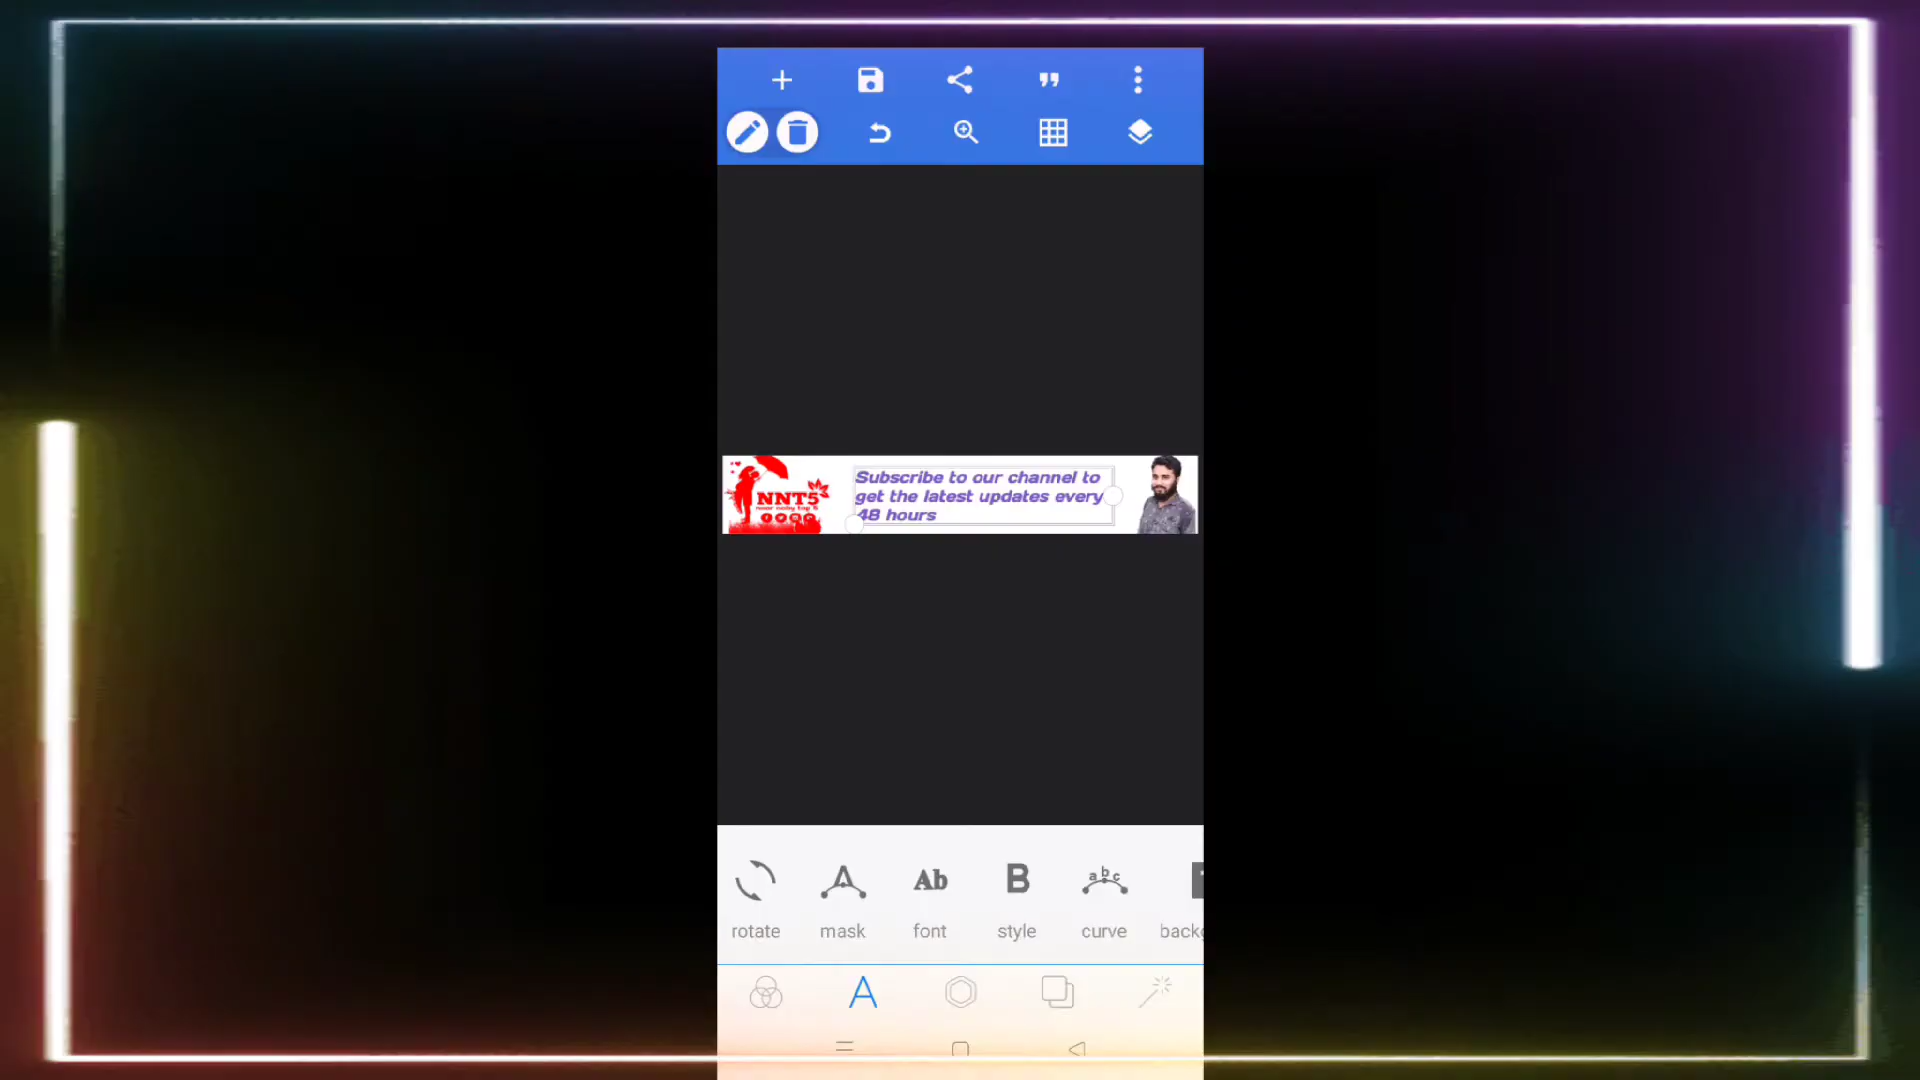 NNT5
Subscribe to our channel to
get the latest updates every
48 hours
rotate
mask
Ab
font
B
style
abc
curve
backg